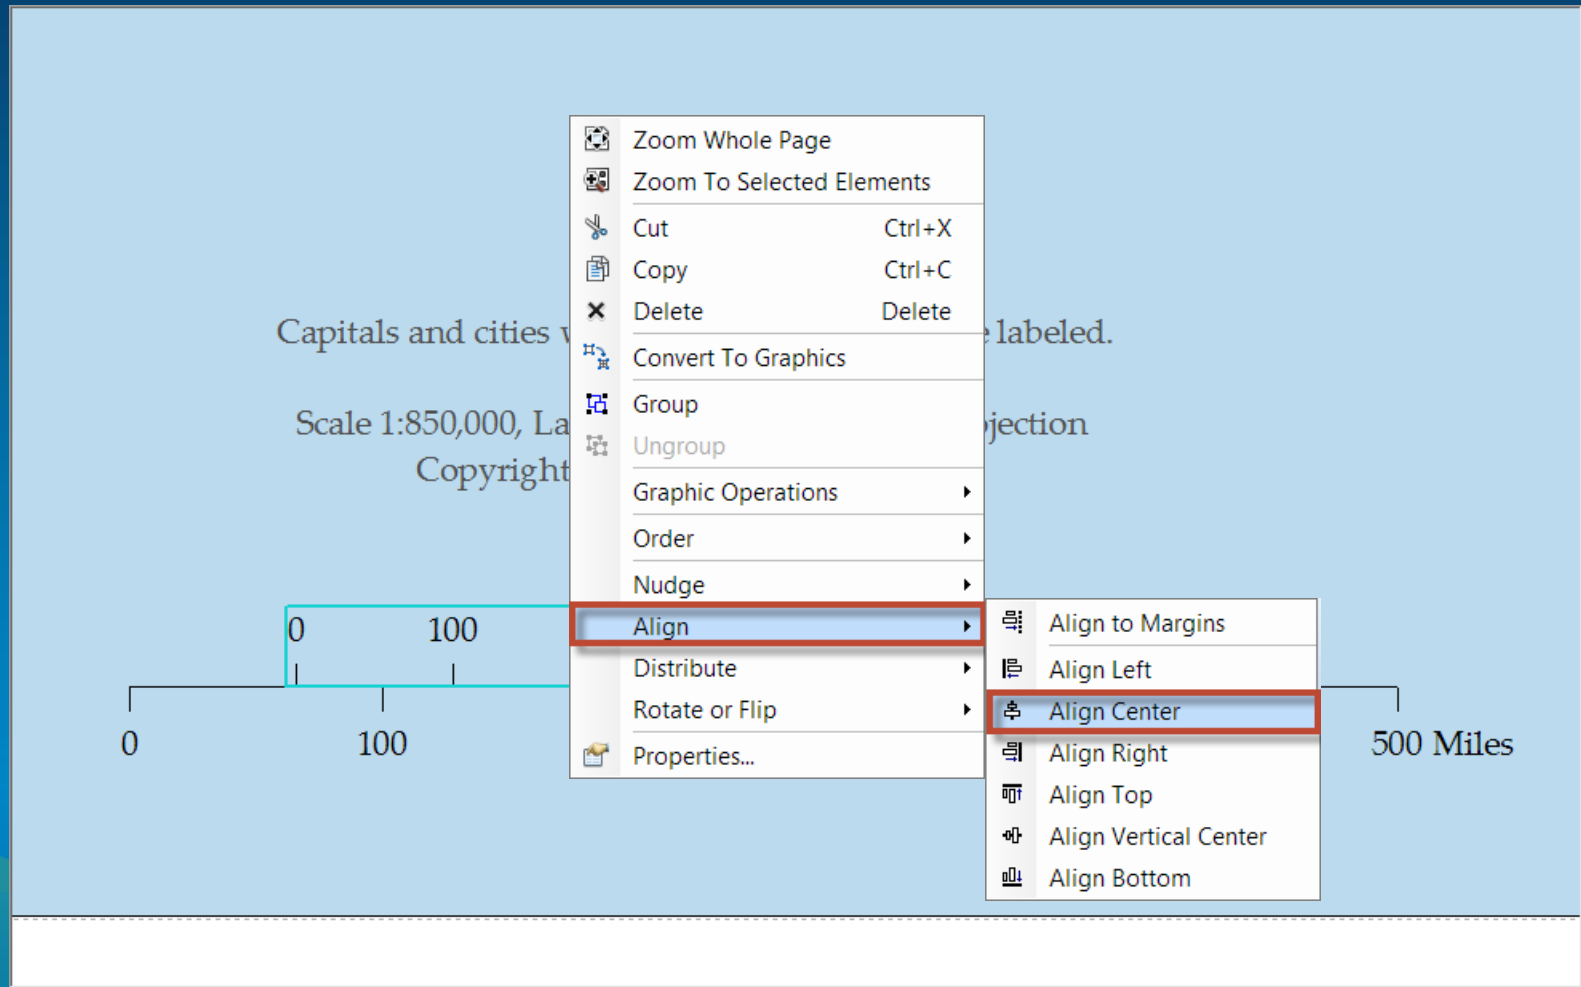 Zoom Whole Page
Zoom To Selected Elements
Cut Ctrl+X
Copy Ctrl+C
Delete Delete
Convert To Graphics
Group
Ungroup
Graphic Operations
Order
Nudge
Align
Distribute
Rotate or Flip
Properties...
Align to Margins
Align Left
Align Center
Align Right
Align Top
Align Vertical Center
Align Bottom
Capitals and cities labeled.
Scale 1:850,000,
Copyright
0 100
0 100 500 Miles